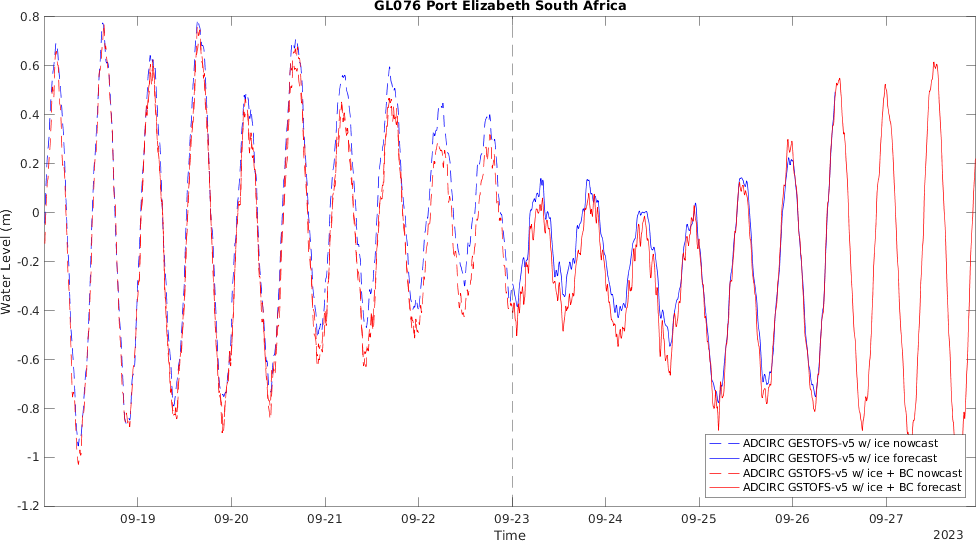 GL076 Port Elizabeth South Africa
0.8
0.6
0.4
0.2
0
-0.2
-0.4
-0.6
-0.8
-1
-1.2
Water Level (m)
ADCIRC GESTOFS-v5 w/ ice nowcast
ADCIRC GESTOFS-v5 w/ ice forecast
ADCIRC GSTOFS-v5 w/ ice + BC nowcast
ADCIRC GSTOFS-v5 w/ ice + BC forecast
09-19 09-20 09-21 09-22 09-23 09-24 09-25 09-26 09-27
Time
2023